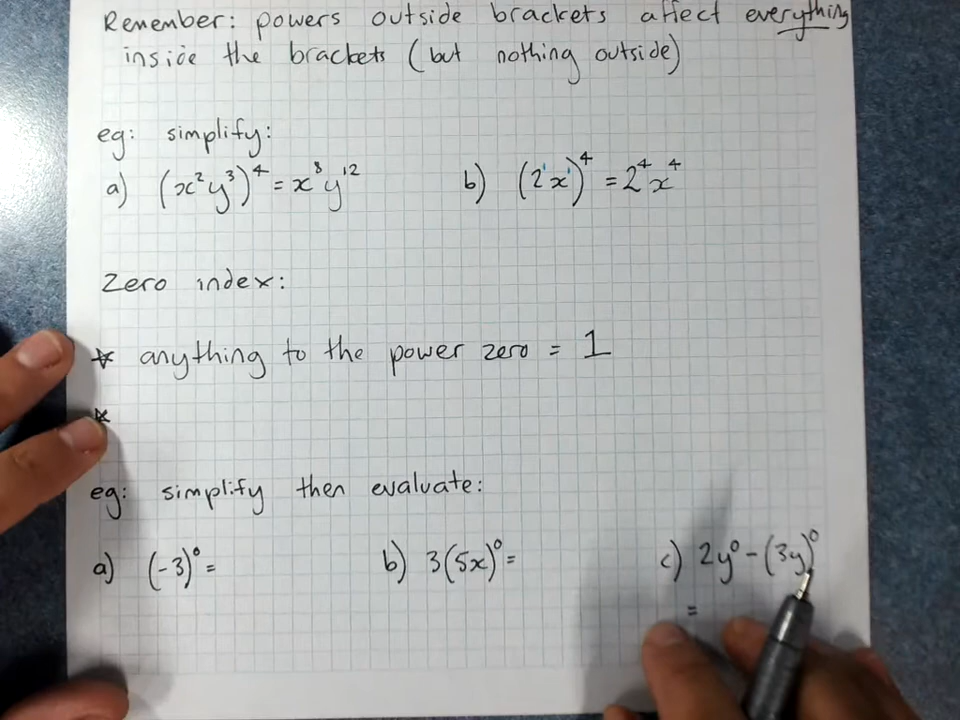 Remember: powers outside brackets affect everything
inside the brackets (but nothing outside)
eg: simplify:
a) (x²y³)⁴ = x⁸y¹² b) (2¹x¹)⁴ = 2⁴x⁴
Zero index:
* anything to the power zero = 1
*
eg: simplify then evaluate:
a) (-3)⁰ = b) 3(5x)⁰ = c) 2y⁰ - (3y)⁰
=